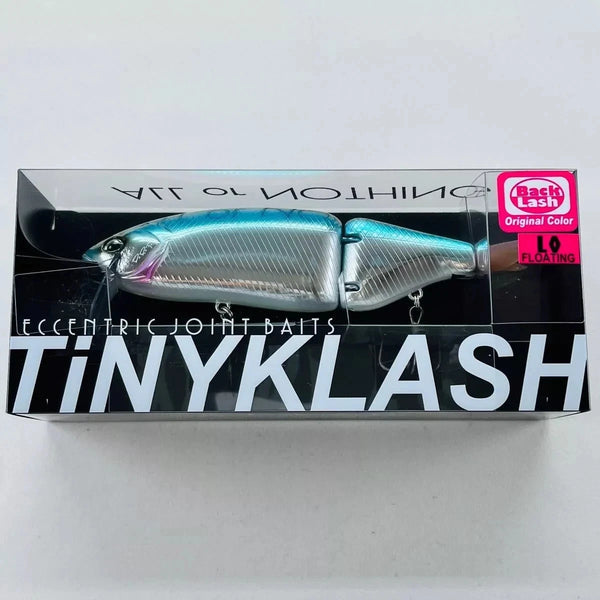 ALL or NOTHING
Back
Lash
Original Color
LO
FLOATING
ECCENTRIC JOINT BAITS
TiNYKLASH